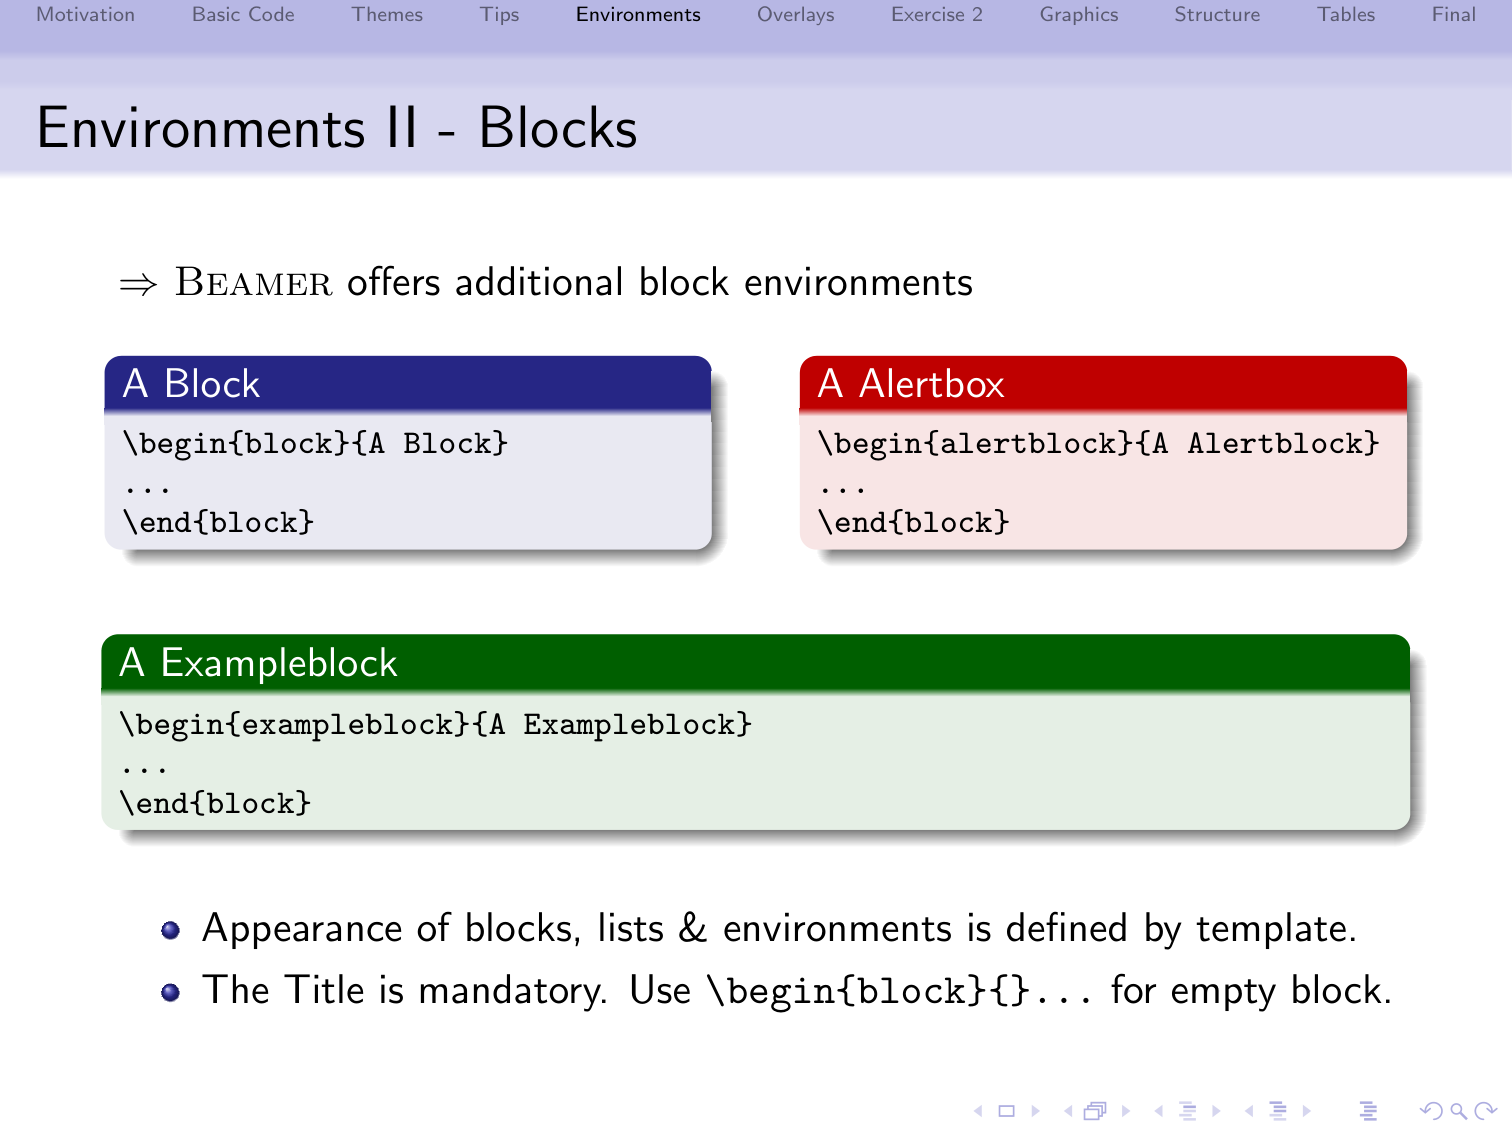 Motivation Basic Code Themes Tips Environments Overlays Exercise 2 Graphics Structure Tables Final
Environments II - Blocks
⇒ BEAMER offers additional block environments
A Block
\begin{block}{A Block}
...
\end{block}
A Alertbox
\begin{alertblock}{A Alertblock}
...
\end{block}
A Exampleblock
\begin{exampleblock}{A Exampleblock}
...
\end{block}
Appearance of blocks, lists & environments is defined by template.
The Title is mandatory. Use \begin{block}{}... for empty block.